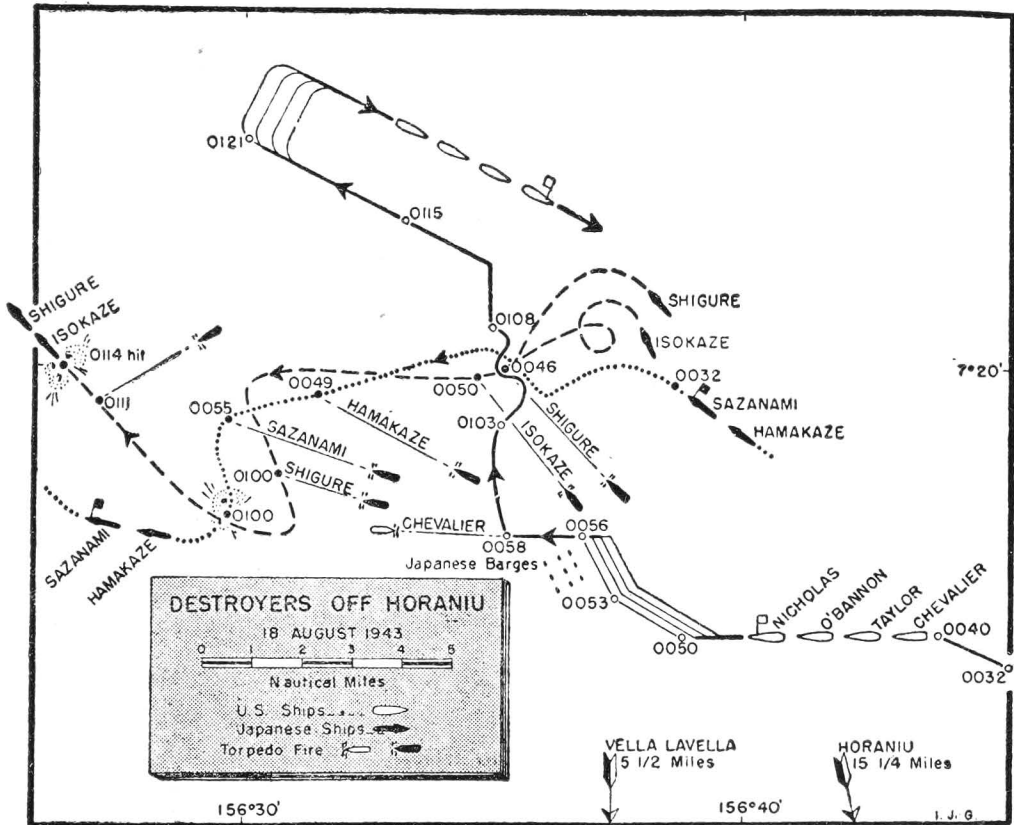 0121
0115
SHIGURE
ISOKAZE
0114 hit
0108
SHIGURE
ISOKAZE
0046
0032
7°20'
0111
0049
0050
SAZANAMI
HAMAKAZE
0055
HAMAKAZE
0103
SHIGURE
ISOKAZE
SAZANAMI
0100
SHIGURE
0100
CHEVALIER
0058
0056
SAZANAMI
HAMAKAZE
Japanese Barges
0053
NICHOLAS
O'BANNON
TAYLOR
CHEVALIER
0050
0040
0032
DESTROYERS OFF HORANIU
18 AUGUST 1943
0 1 2 3 4 5
Nautical Miles
U.S. Ships
Japanese Ships
Torpedo Fire
VELLA LAVELLA
5 1/2 Miles
HORANIU
15 1/4 Miles
156°30'
156°40'
I. J. G.